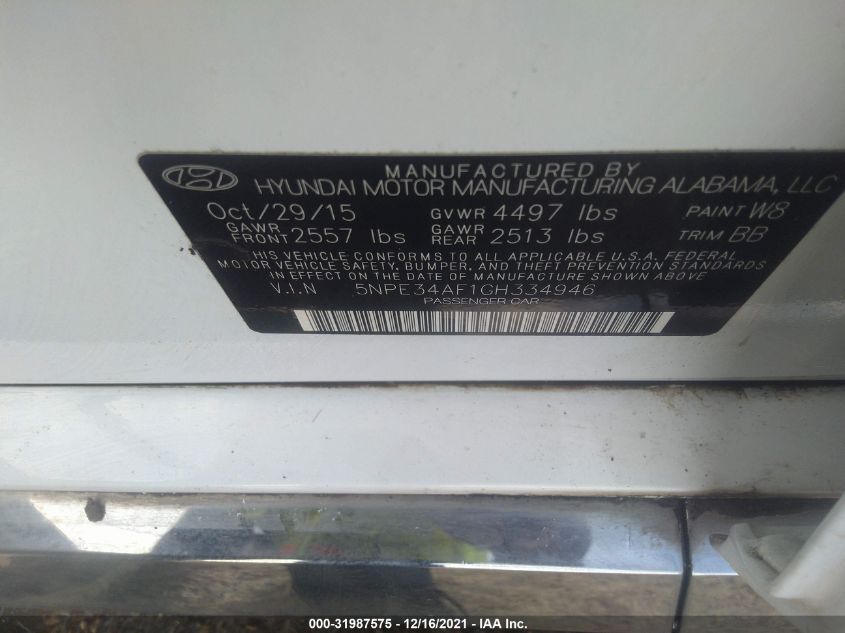 MANUFACTURED BY
HYUNDAI MOTOR MANUFACTURING ALABAMA, LLC
Oct/29/15 GVWR 4497 lbs PAINT W8
GAWR FRONT 2557 lbs GAWR REAR 2513 lbs TRIM BB
THIS VEHICLE CONFORMS TO ALL APPLICABLE U.S.A. FEDERAL
MOTOR VEHICLE SAFETY, BUMPER, AND THEFT PREVENTION STANDARDS
IN EFFECT ON THE DATE OF MANUFACTURE SHOWN ABOVE
V.I.N 5NPE34AF1GH334946
PASSENGER CAR
000-31987575 - 12/16/2021 - IAA Inc.